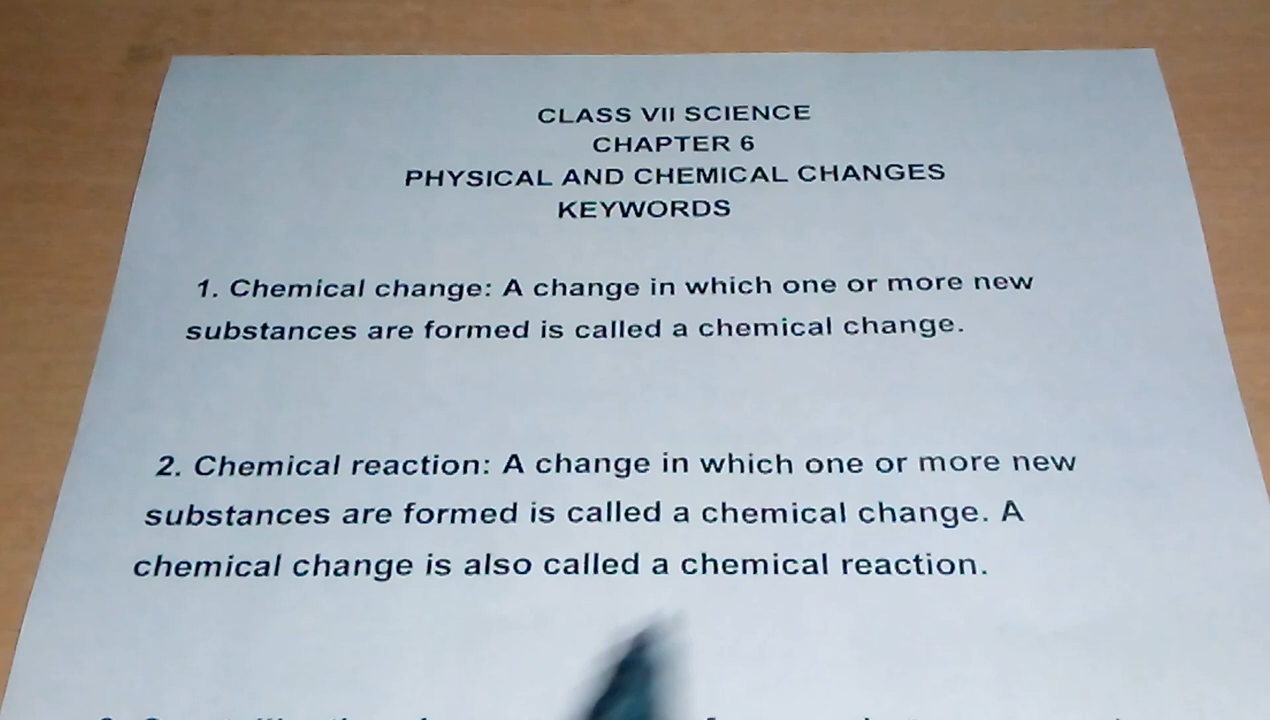 CLASS VII SCIENCE
CHAPTER 6
PHYSICAL AND CHEMICAL CHANGES
KEYWORDS
1. Chemical change: A change in which one or more new
substances are formed is called a chemical change.
2. Chemical reaction: A change in which one or more new
substances are formed is called a chemical change. A
chemical change is also called a chemical reaction.